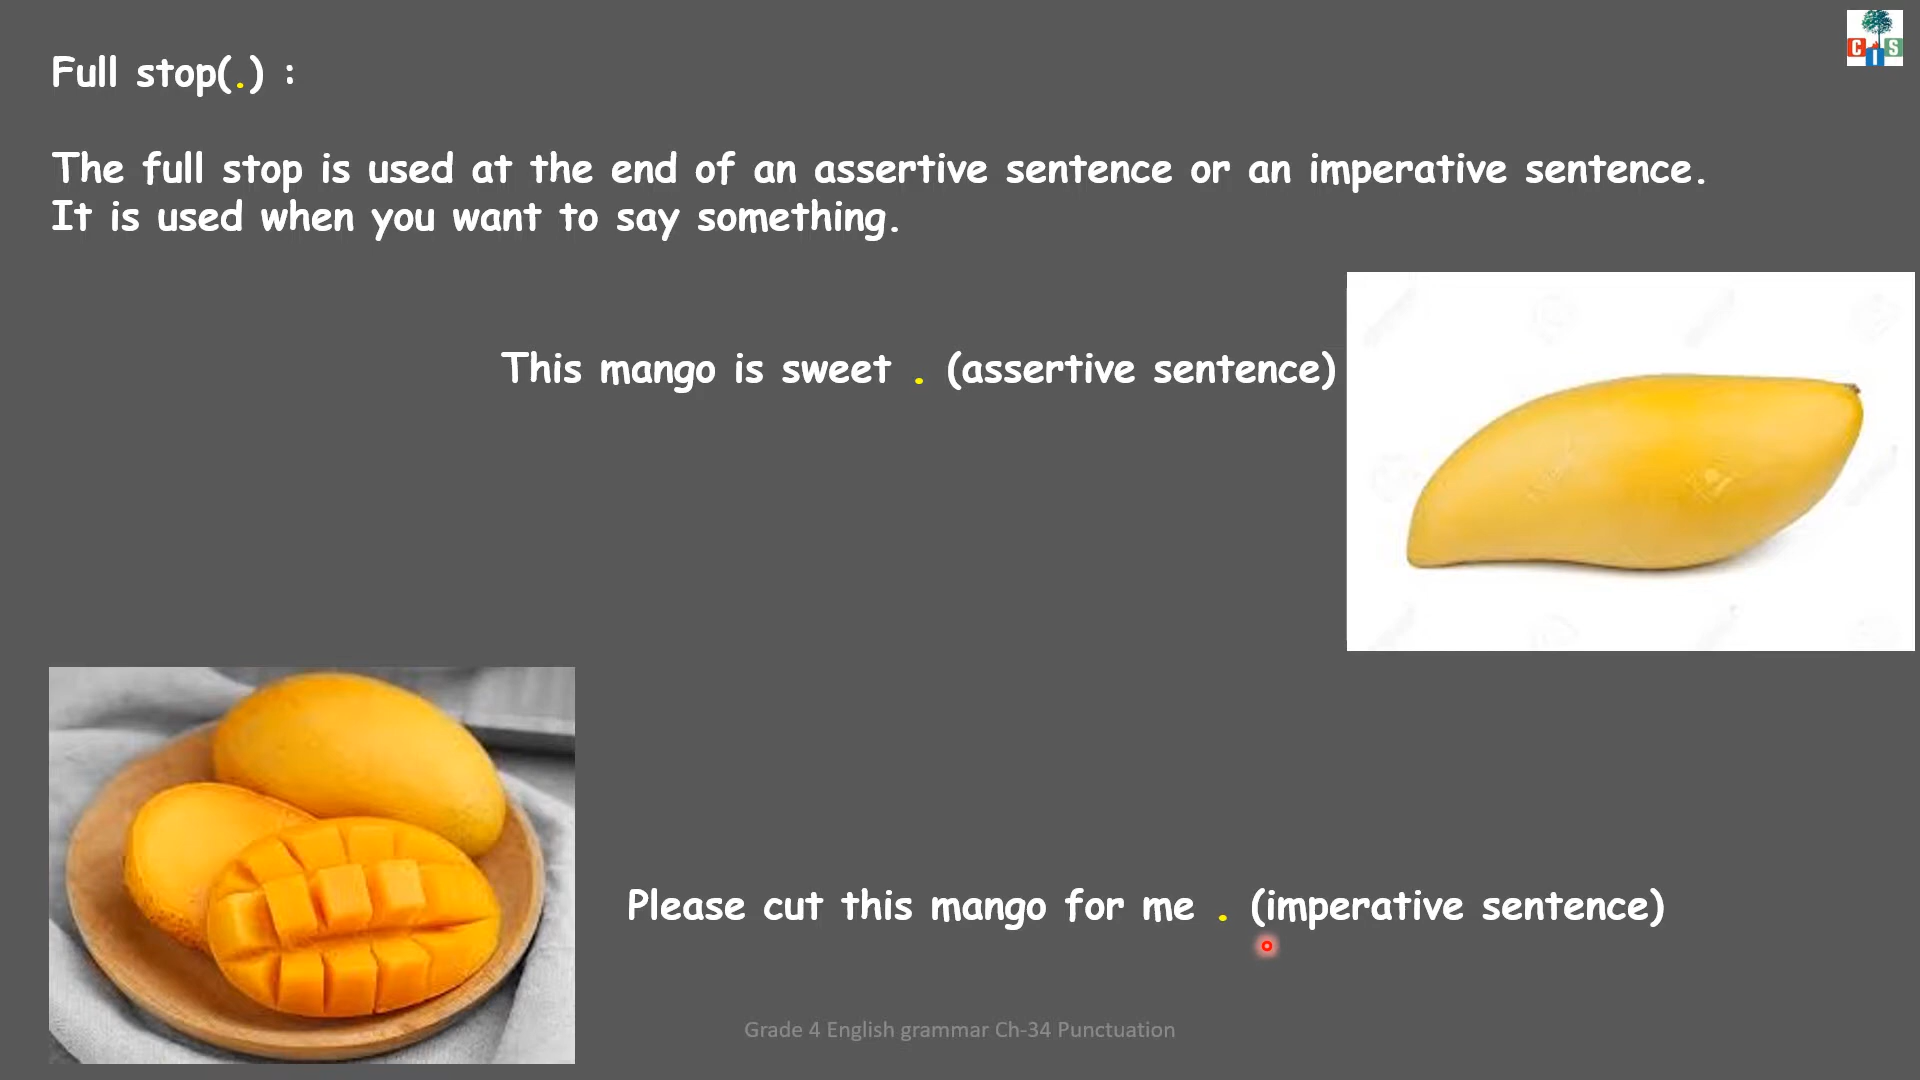 C I S
Full stop(.) :
The full stop is used at the end of an assertive sentence or an imperative sentence.
It is used when you want to say something.
This mango is sweet . (assertive sentence)
Please cut this mango for me . (imperative sentence)
Grade 4 English grammar Ch-34 Punctuation